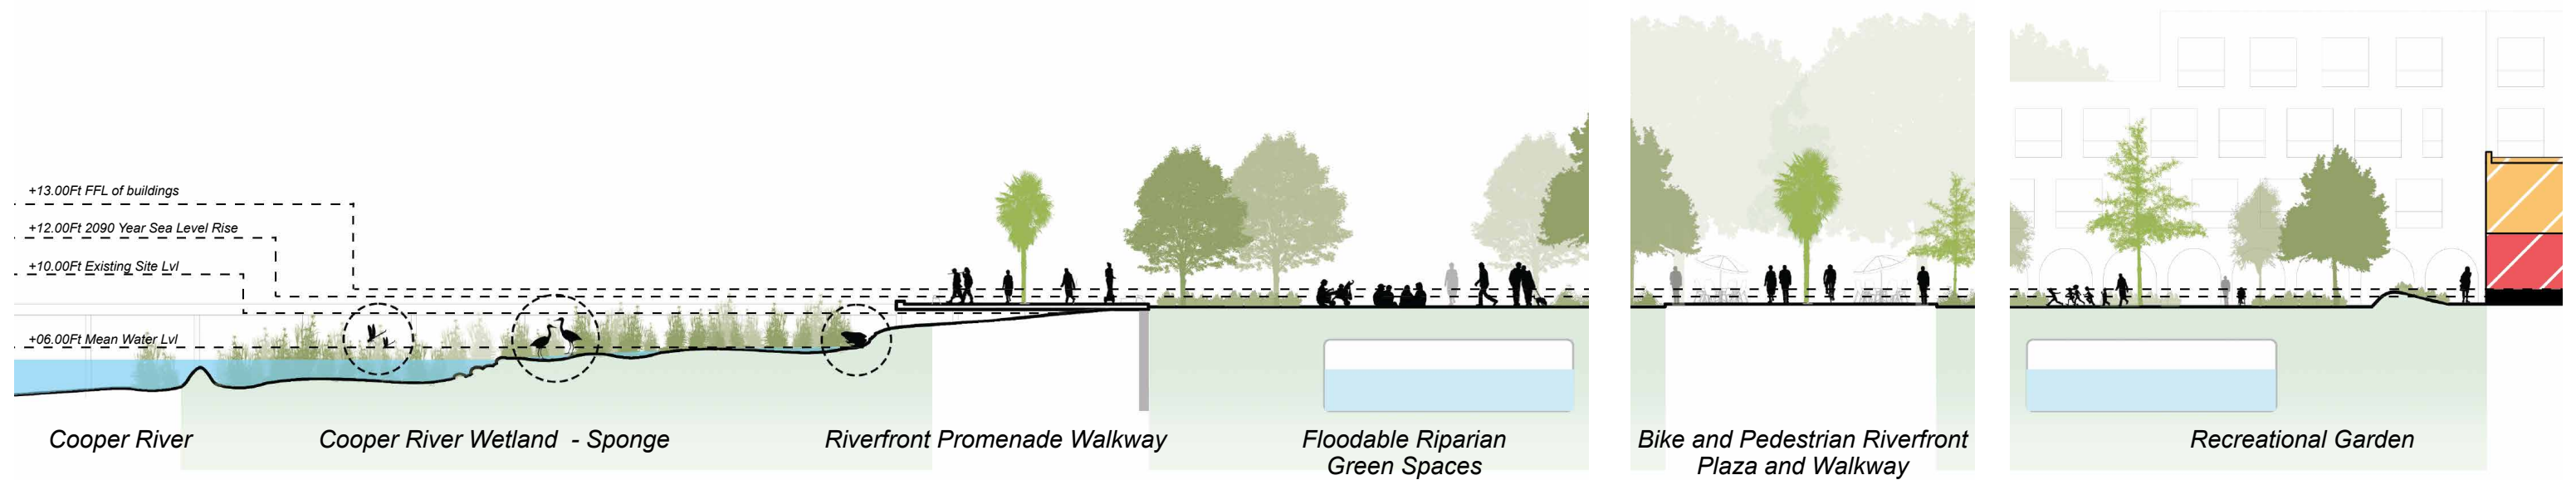 +13.00Ft FFL of buildings
+12.00Ft 2090 Year Sea Level Rise
+10.00Ft Existing Site Lvl
+06.00Ft Mean Water Lvl
Cooper River
Cooper River Wetland - Sponge
Riverfront Promenade Walkway
Floodable Riparian
Green Spaces
Bike and Pedestrian Riverfront
Plaza and Walkway
Recreational Garden